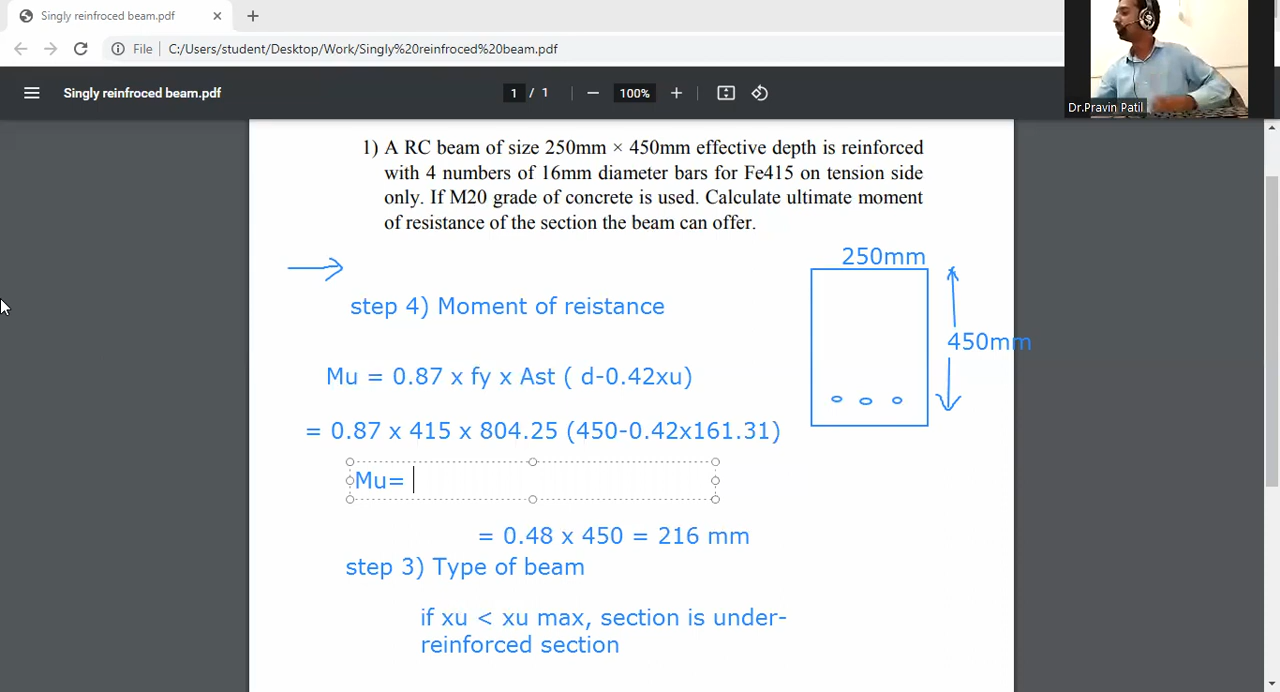 Singly reinfroced beam.pdf
File C:/Users/student/Desktop/Work/Singly%20reinfroced%20beam.pdf
Singly reinfroced beam.pdf 1 / 1 100%
Dr.Pravin Patil
1) A RC beam of size 250mm × 450mm effective depth is reinforced
with 4 numbers of 16mm diameter bars for Fe415 on tension side
only. If M20 grade of concrete is used. Calculate ultimate moment
of resistance of the section the beam can offer.
250mm
step 4) Moment of reistance
450mm
Mu = 0.87 x fy x Ast ( d-0.42xu)
= 0.87 x 415 x 804.25 (450-0.42x161.31)
Mu=
= 0.48 x 450 = 216 mm
step 3) Type of beam
if xu < xu max, section is under-
reinforced section